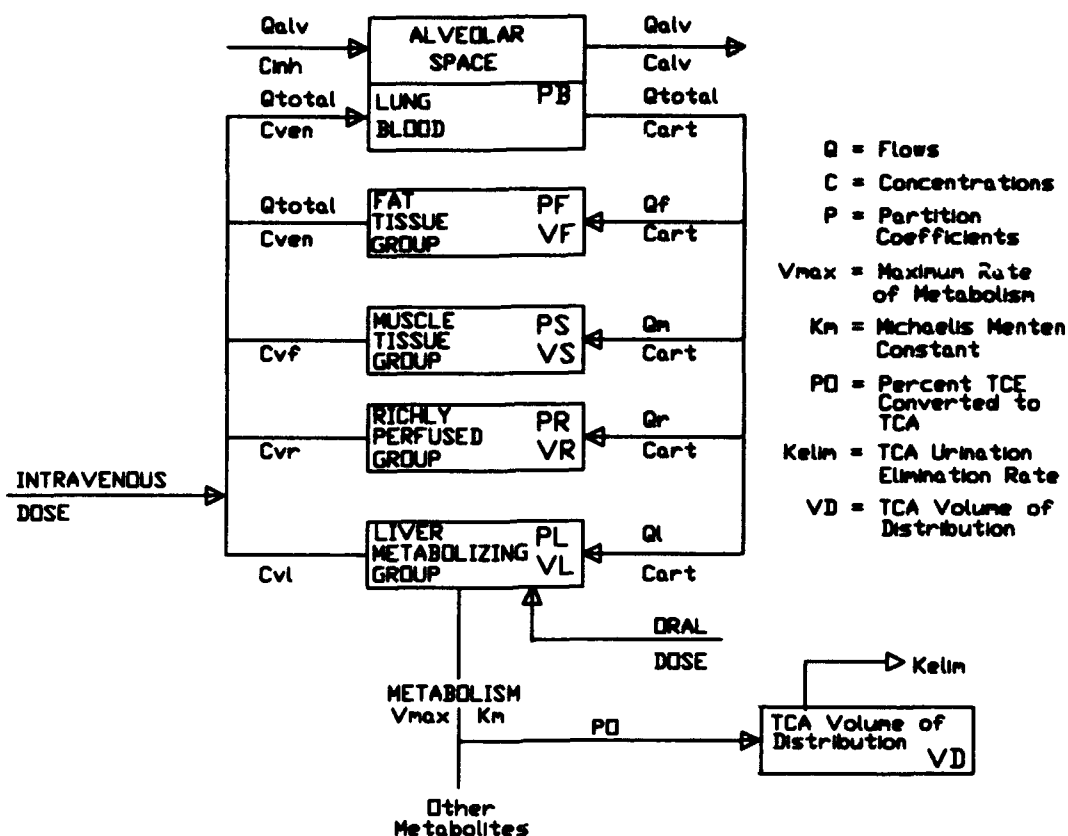 Qalv
Cinh
ALVEOLAR
SPACE
Qalv
Calv
Qtotal
Cven
LUNG
BLOOD
PB
Qtotal
Cart
Qtotal
Cven
FAT
TISSUE
GROUP
PF
VF
Qf
Cart
Cvf
MUSCLE
TISSUE
GROUP
PS
VS
Qm
Cart
Cvr
RICHLY
PERFUSED
GROUP
PR
VR
Qr
Cart
INTRAVENOUS
DOSE
Cvl
LIVER
METABOLIZING
GROUP
PL
VL
Ql
Cart
ORAL
DOSE
METABOLISM
Vmax Km
PO
Other
Metabolites
Kelim
TCA Volume of
Distribution
VD
Q = Flows
C = Concentrations
P = Partition
Coefficients
Vmax = Maximum Rate
of Metabolism
Km = Michaelis Menten
Constant
PO = Percent TCE
Converted to
TCA
Kelim = TCA Urination
Elimination Rate
VD = TCA Volume of
Distribution